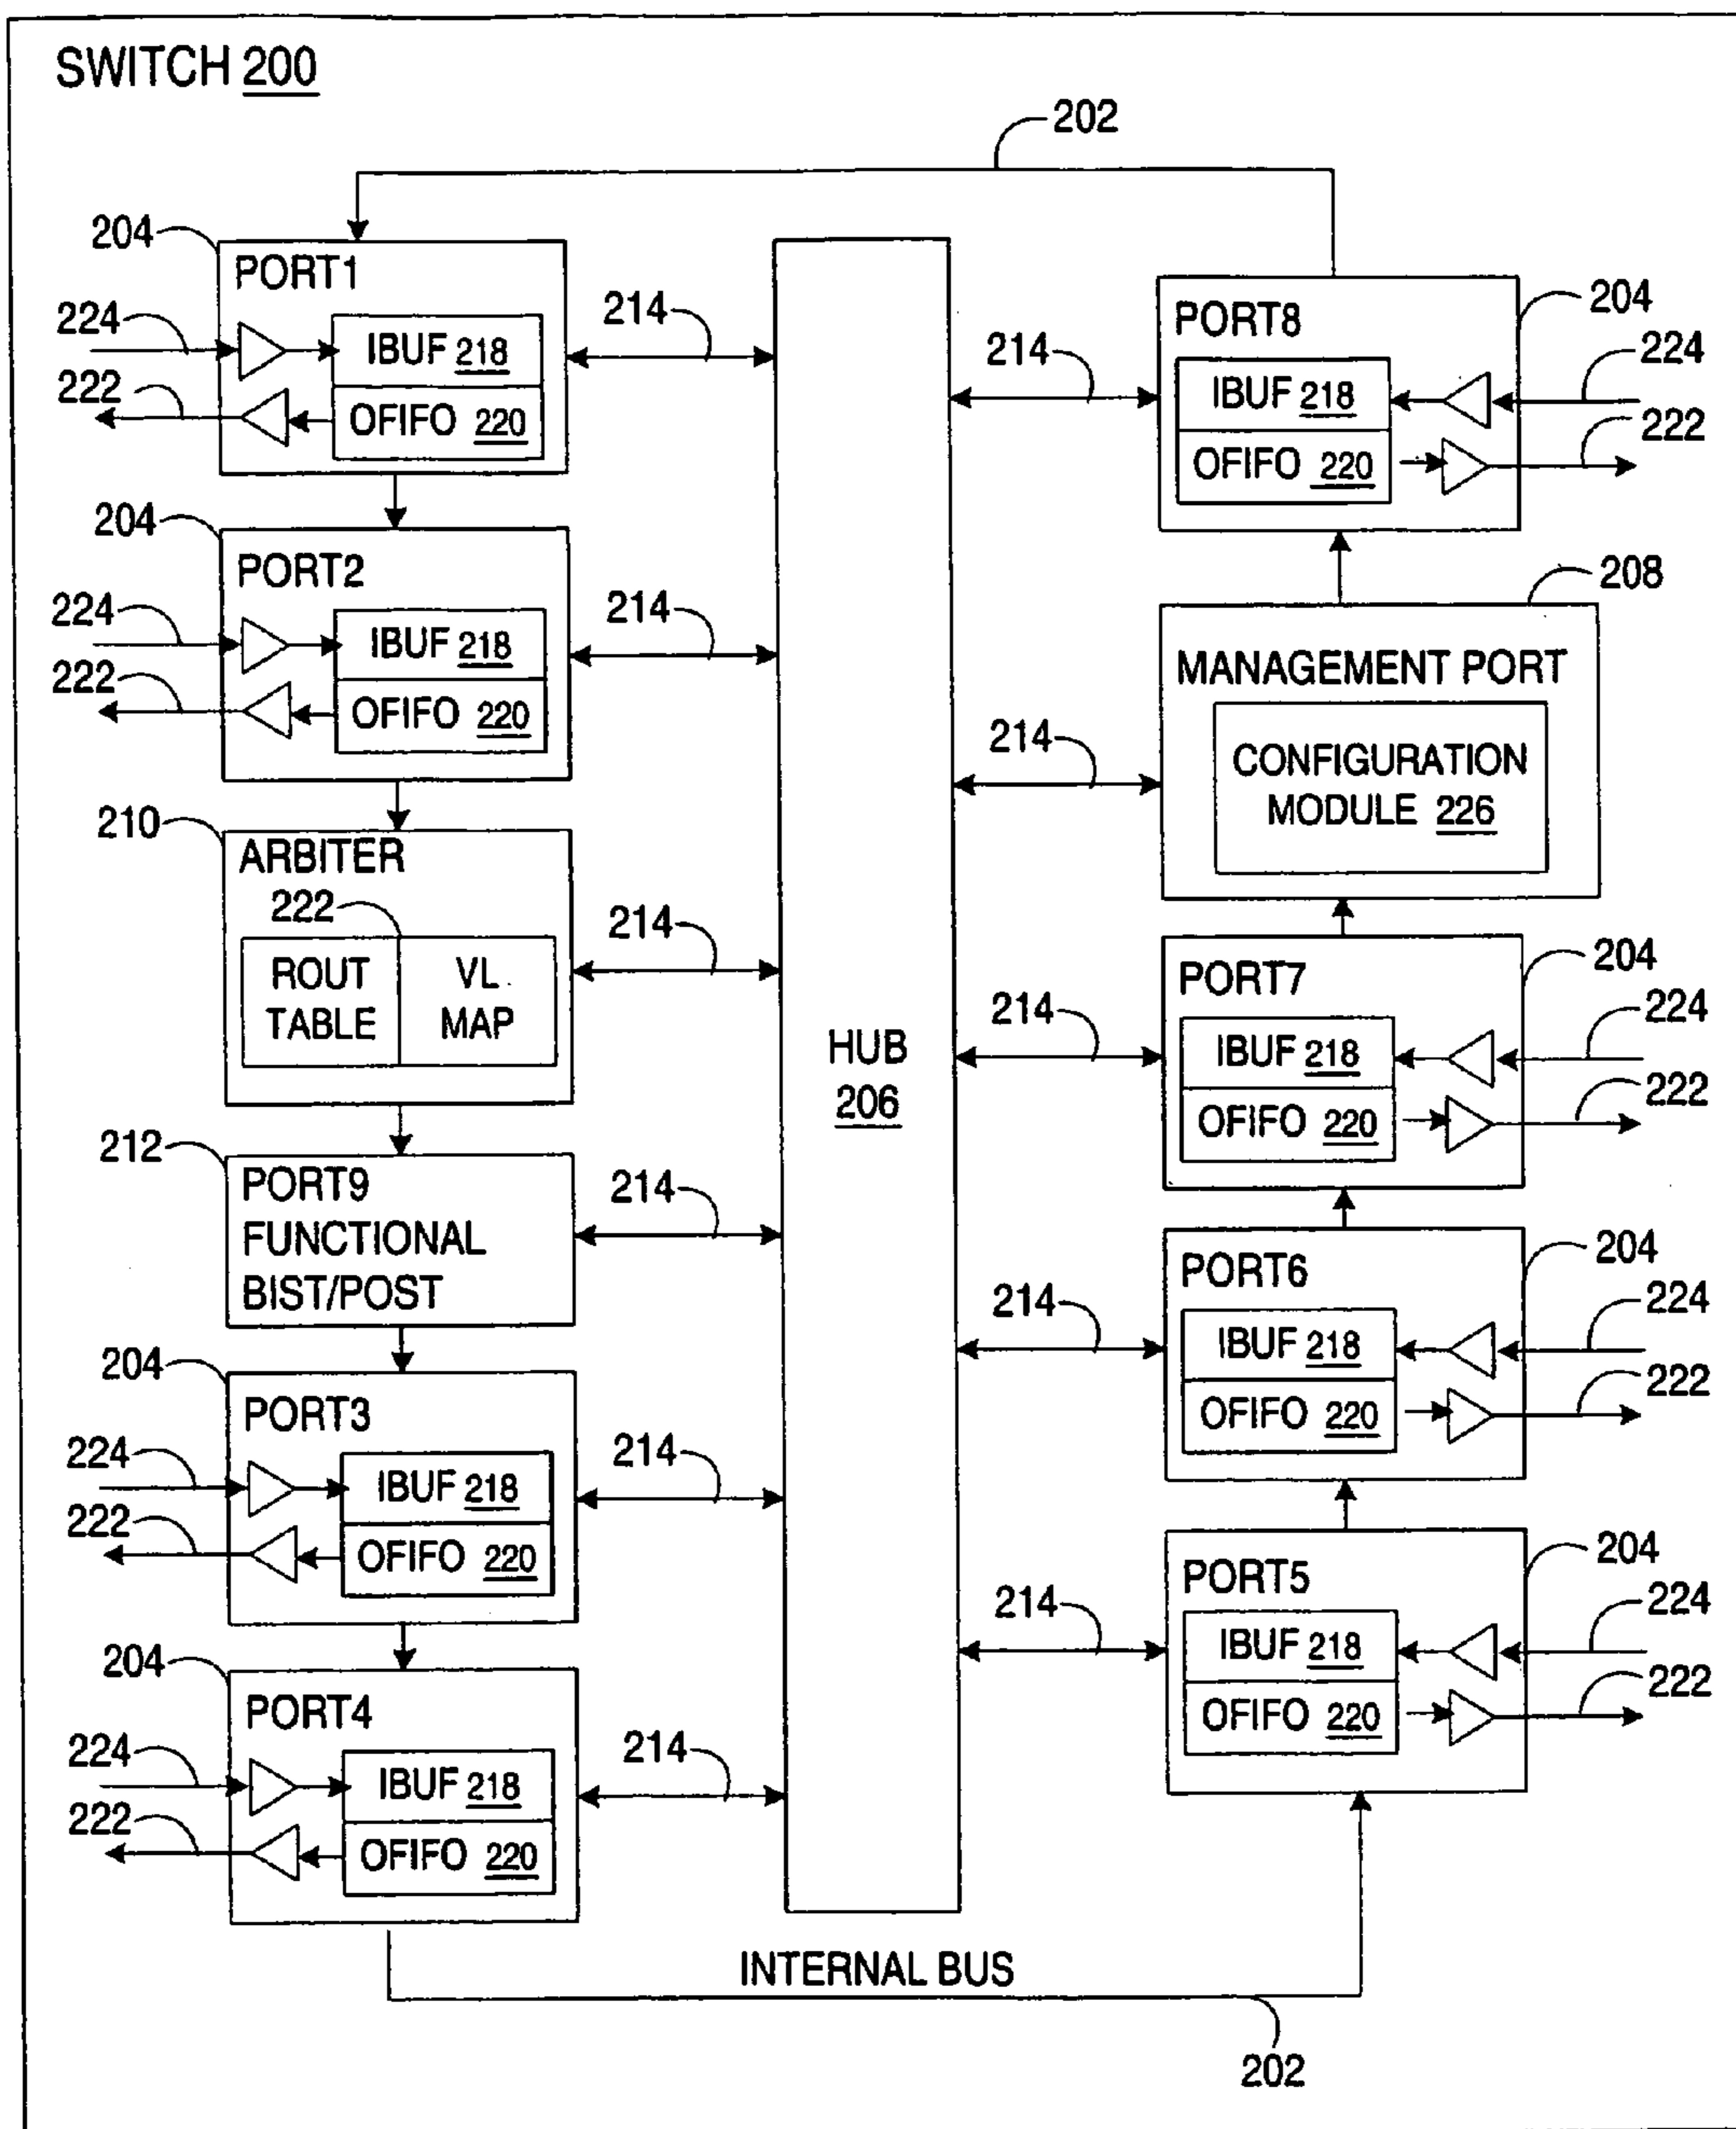 SWITCH 200
202
204
PORT1
224
222
IBUF 218
OFIFO 220
214
204
PORT2
224
222
IBUF 218
OFIFO 220
214
210
ARBITER
222
ROUT
TABLE
VL
MAP
214
212
PORT9
FUNCTIONAL
BIST/POST
214
204
PORT3
224
222
IBUF 218
OFIFO 220
214
204
PORT4
224
222
IBUF 218
OFIFO 220
214
HUB
206
214
PORT8
204
IBUF 218
OFIFO 220
224
222
208
MANAGEMENT PORT
214
CONFIGURATION
MODULE 226
204
PORT7
214
IBUF 218
OFIFO 220
224
222
204
PORT6
214
IBUF 218
OFIFO 220
224
222
204
PORT5
214
IBUF 218
OFIFO 220
224
222
INTERNAL BUS
202